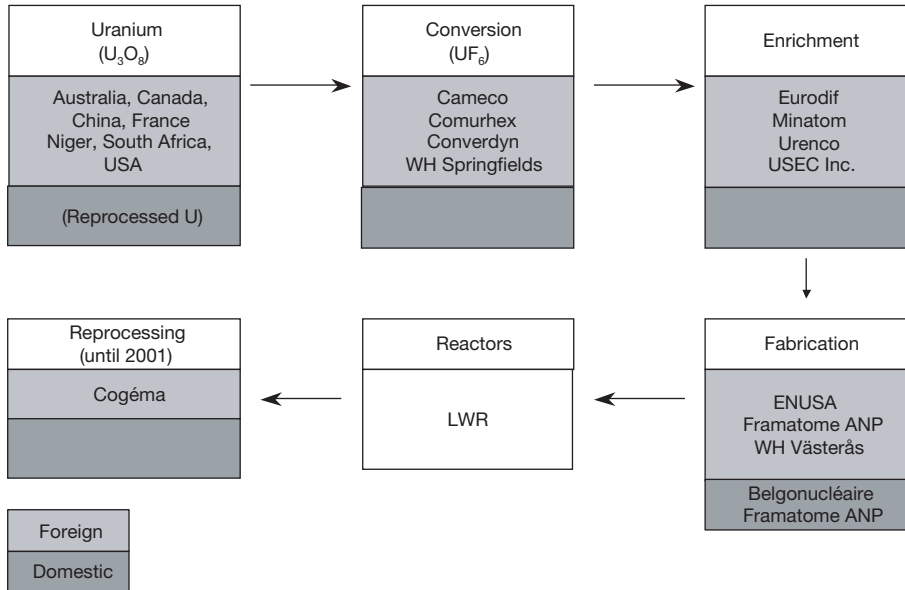 Uranium
(U₃O₈)
Australia, Canada,
China, France
Niger, South Africa,
USA
(Reprocessed U)
Conversion
(UF₆)
Cameco
Comurhex
Converdyn
WH Springfields
Enrichment
Eurodif
Minatom
Urenco
USEC Inc.
Reprocessing
(until 2001)
Cogéma
Reactors
LWR
Fabrication
ENUSA
Framatome ANP
WH Västerås
Belgonucléaire
Framatome ANP
Foreign
Domestic